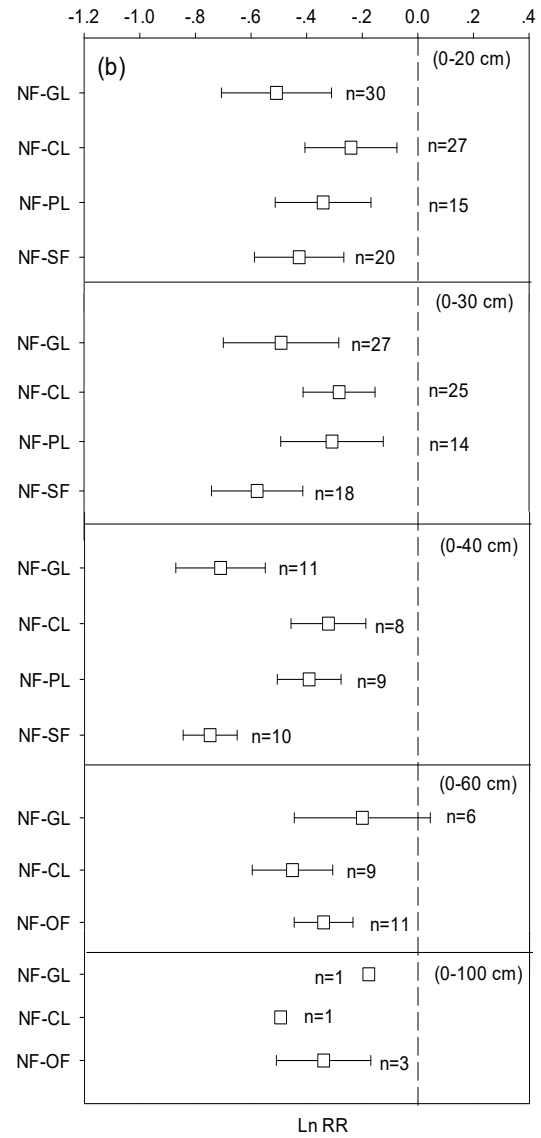 -1.2 -1.0 -.8 -.6 -.4 -.2 0.0 .2 .4
(b) (0-20 cm)
NF-GL n=30
NF-CL n=27
NF-PL n=15
NF-SF n=20
(0-30 cm)
NF-GL n=27
NF-CL n=25
NF-PL n=14
NF-SF n=18
(0-40 cm)
NF-GL n=11
NF-CL n=8
NF-PL n=9
NF-SF n=10
(0-60 cm)
NF-GL n=6
NF-CL n=9
NF-OF n=11
NF-GL n=1 (0-100 cm)
NF-CL n=1
NF-OF n=3
Ln RR